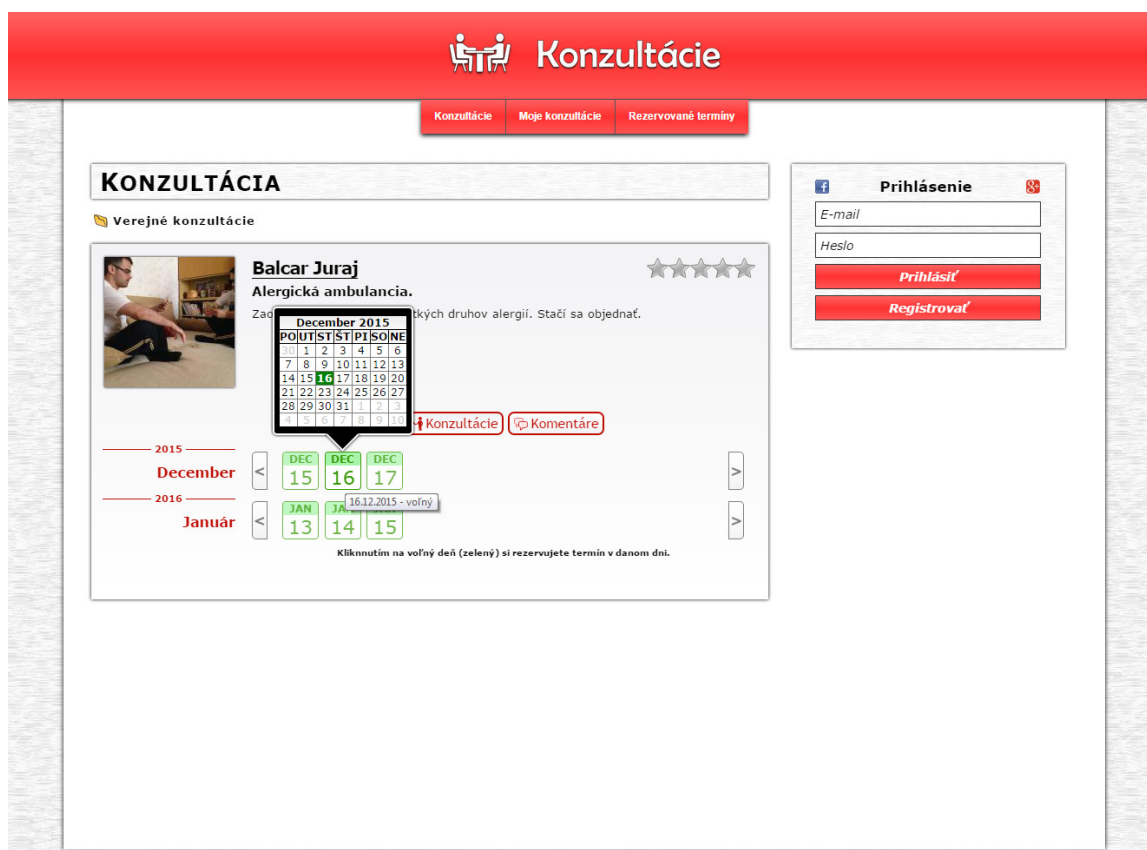 Konzultácie
Konzultácie Moje konzultácie Rezervované termíny
KONZULTÁCIA
Verejné konzultácie
Balcar Juraj
Alergická ambulancia.
tkých druhov alergií. Stačí sa objednať.
December 2015
PO UT ST ŠT PI SO NE
30 1 2 3 4 5 6
7 8 9 10 11 12 13
14 15 16 17 18 19 20
21 22 23 24 25 26 27
28 29 30 31 1 2 3
4 5 6 7 8 9 10
Konzultácie Komentáre
2015
December
< DEC DEC DEC >
15 16 17
16.12.2015 - voľný
2016
Január
< JAN >
13 14 15
Kliknnutím na voľný deň (zelený) si rezervujete termín v danom dni.
Prihlásenie
E-mail
Heslo
Prihlásiť
Registrovať